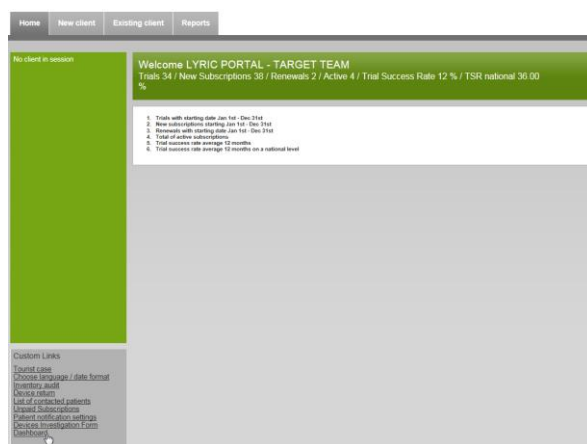 Home New client Existing client Reports
No client in session
Welcome LYRIC PORTAL - TARGET TEAM
Trials 34 / New Subscriptions 38 / Renewals 2 / Active 4 / Trial Success Rate 12 % / TSR national 36.00
%
1. Trials with starting date Jan 1st - Dec 31st
2. New subscriptions starting Jan 1st - Dec 31st
3. Renewals with starting date Jan 1st - Dec 31st
4. Total of active subscriptions
5. Trial success rate average 12 months
6. Trial success rate average 12 months on a national level
Custom Links
Tourist case
Choose language / date format
Inventory audit
Device return
List of contacted patients
Unpaid Subscriptions
Patient notification settings
Devices Investigation Form
Dashboard